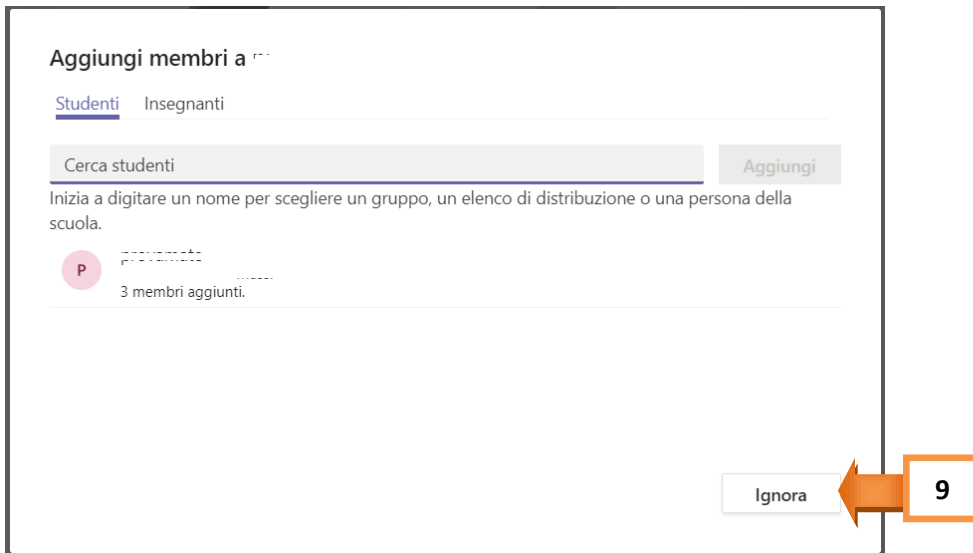 Aggiungi membri a
Studenti Insegnanti
Cerca studenti Aggiungi
Inizia a digitare un nome per scegliere un gruppo, un elenco di distribuzione o una persona della
scuola.
P
3 membri aggiunti.
Ignora 9